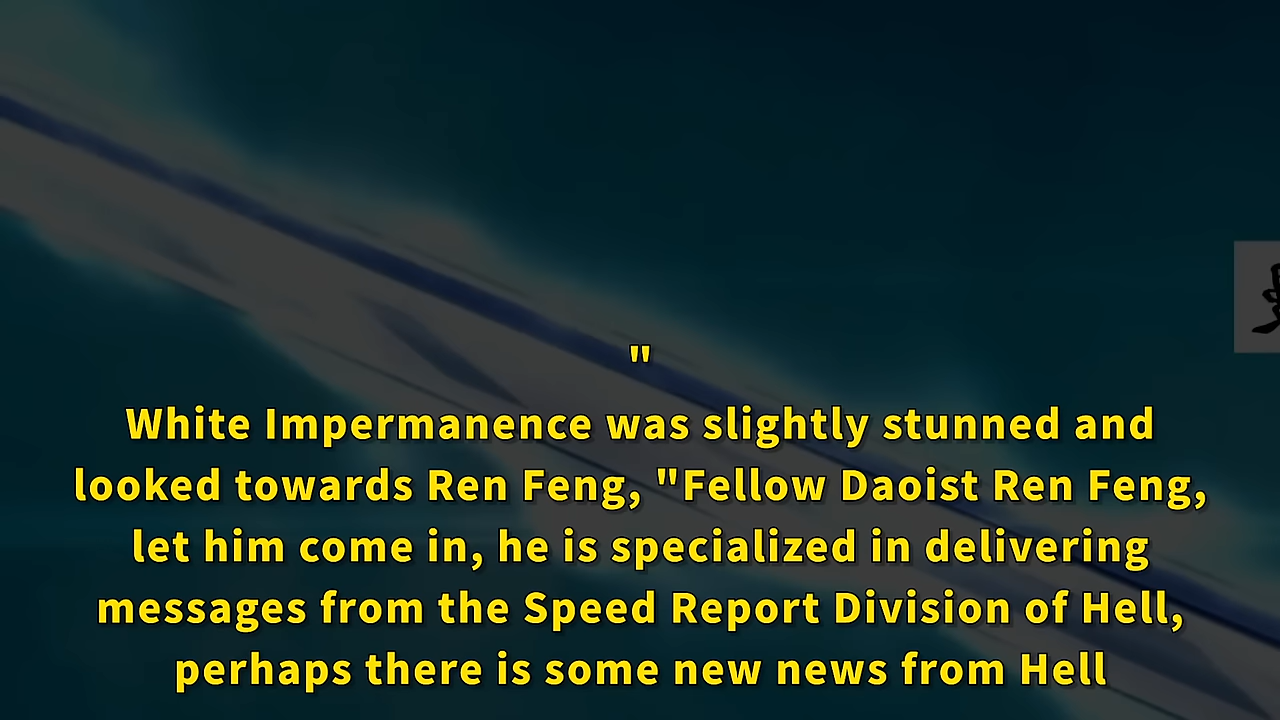 "
White Impermanence was slightly stunned and
looked towards Ren Feng, "Fellow Daoist Ren Feng,
let him come in, he is specialized in delivering
messages from the Speed Report Division of Hell,
perhaps there is some new news from Hell